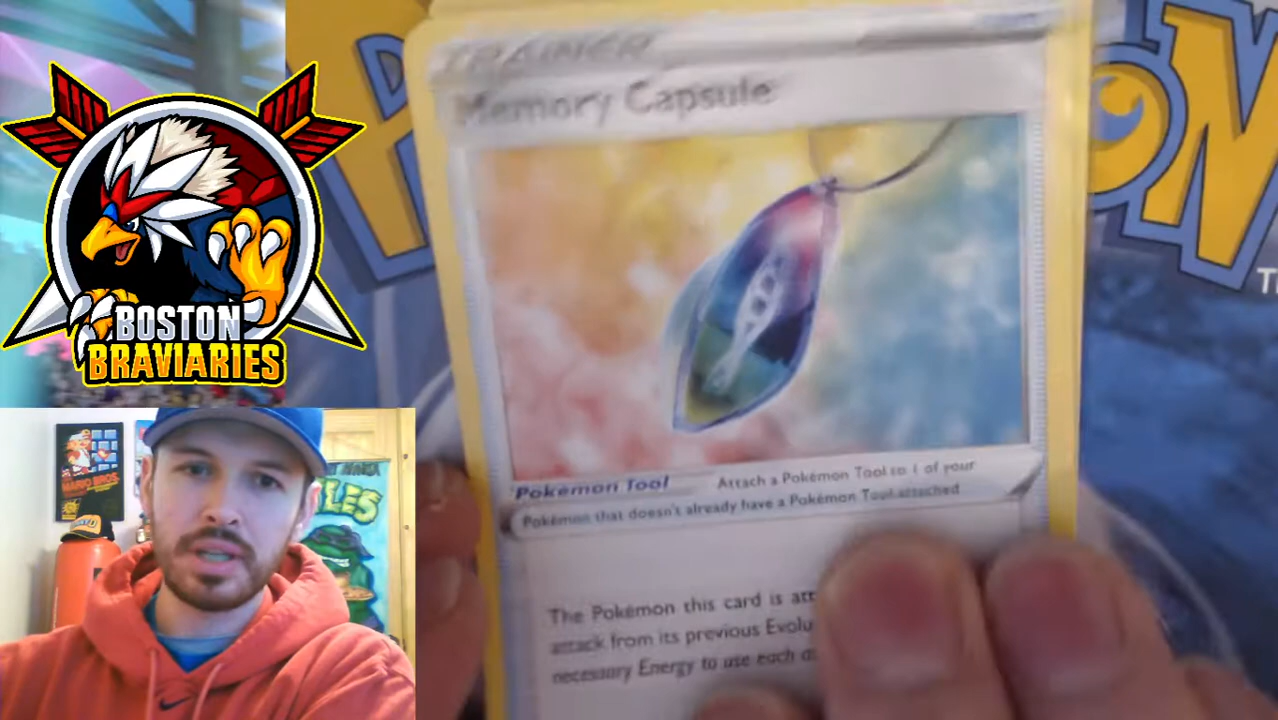 TRAINER
Memory Capsule
Pokémon Tool
Attach a Pokémon Tool to 1 of your
Pokémon that doesn't already have a Pokémon Tool attached
The Pokémon this card is att
attack from its previous Evolu
necessary Energy to use each a
BOSTON
BRAVIARIES
MARIO BROS.